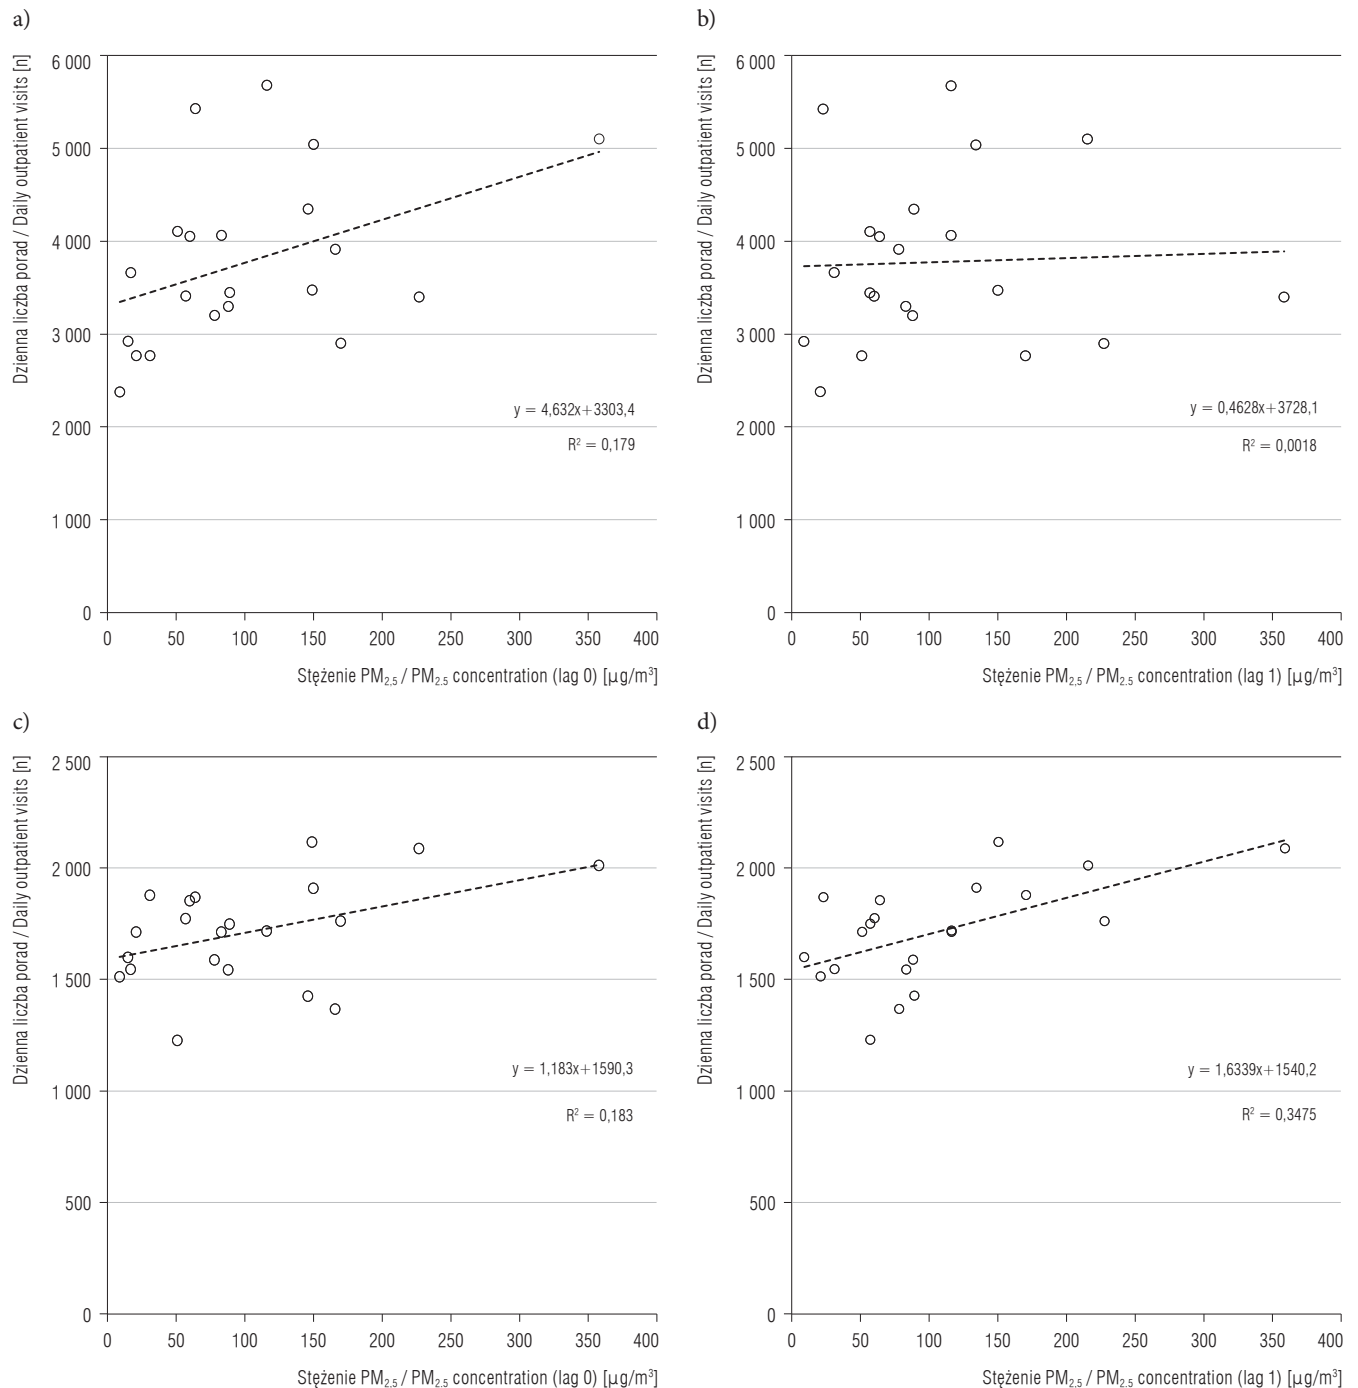 a)
Dzienna liczba porad / Daily outpatient visits [n]
6 000
5 000
4 000
3 000
2 000
1 000
0
y = 4,632x+3303,4
R² = 0,179
0 50 100 150 200 250 300 350 400
Stężenie PM2,5 / PM2.5 concentration (lag 0) [μg/m³]
b)
Dzienna liczba porad / Daily outpatient visits [n]
6 000
5 000
4 000
3 000
2 000
1 000
0
y = 0,4628x+3728,1
R² = 0,0018
0 50 100 150 200 250 300 350 400
Stężenie PM2,5 / PM2.5 concentration (lag 1) [μg/m³]
c)
Dzienna liczba porad / Daily outpatient visits [n]
2 500
2 000
1 500
1 000
500
0
y = 1,183x+1590,3
R² = 0,183
0 50 100 150 200 250 300 350 400
Stężenie PM2,5 / PM2.5 concentration (lag 0) [μg/m³]
d)
Dzienna liczba porad / Daily outpatient visits [n]
2 500
2 000
1 500
1 000
500
0
y = 1,6339x+1540,2
R² = 0,3475
0 50 100 150 200 250 300 350 400
Stężenie PM2,5 / PM2.5 concentration (lag 1) [μg/m³]